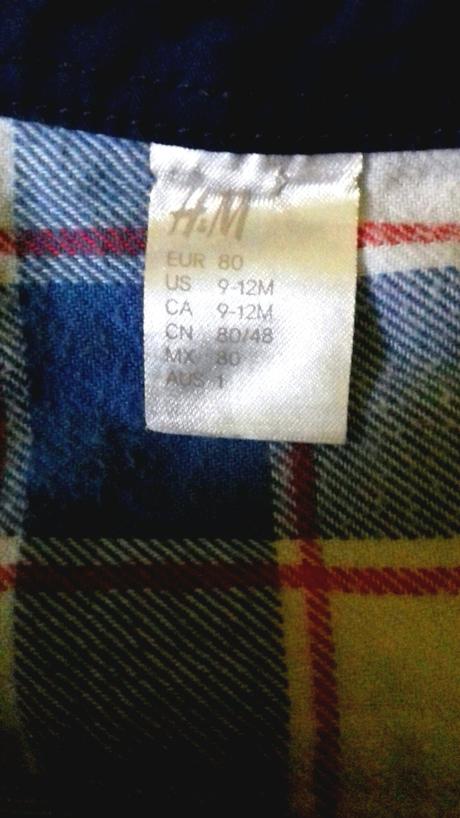 H&M
EUR 80
US 9-12M
CA 9-12M
CN 80/48
MX 80
AUS 1